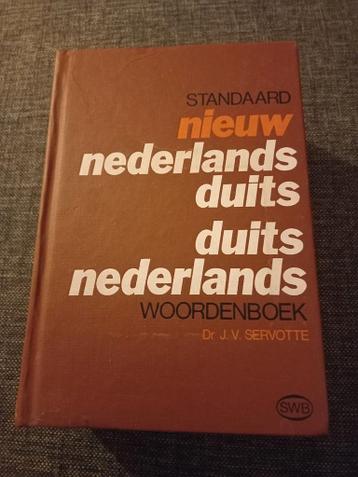 STANDAARD
nieuw
nederlands
duits
duits
nederlands
WOORDENBOEK
Dr J. V. SERVOTTE
SWB